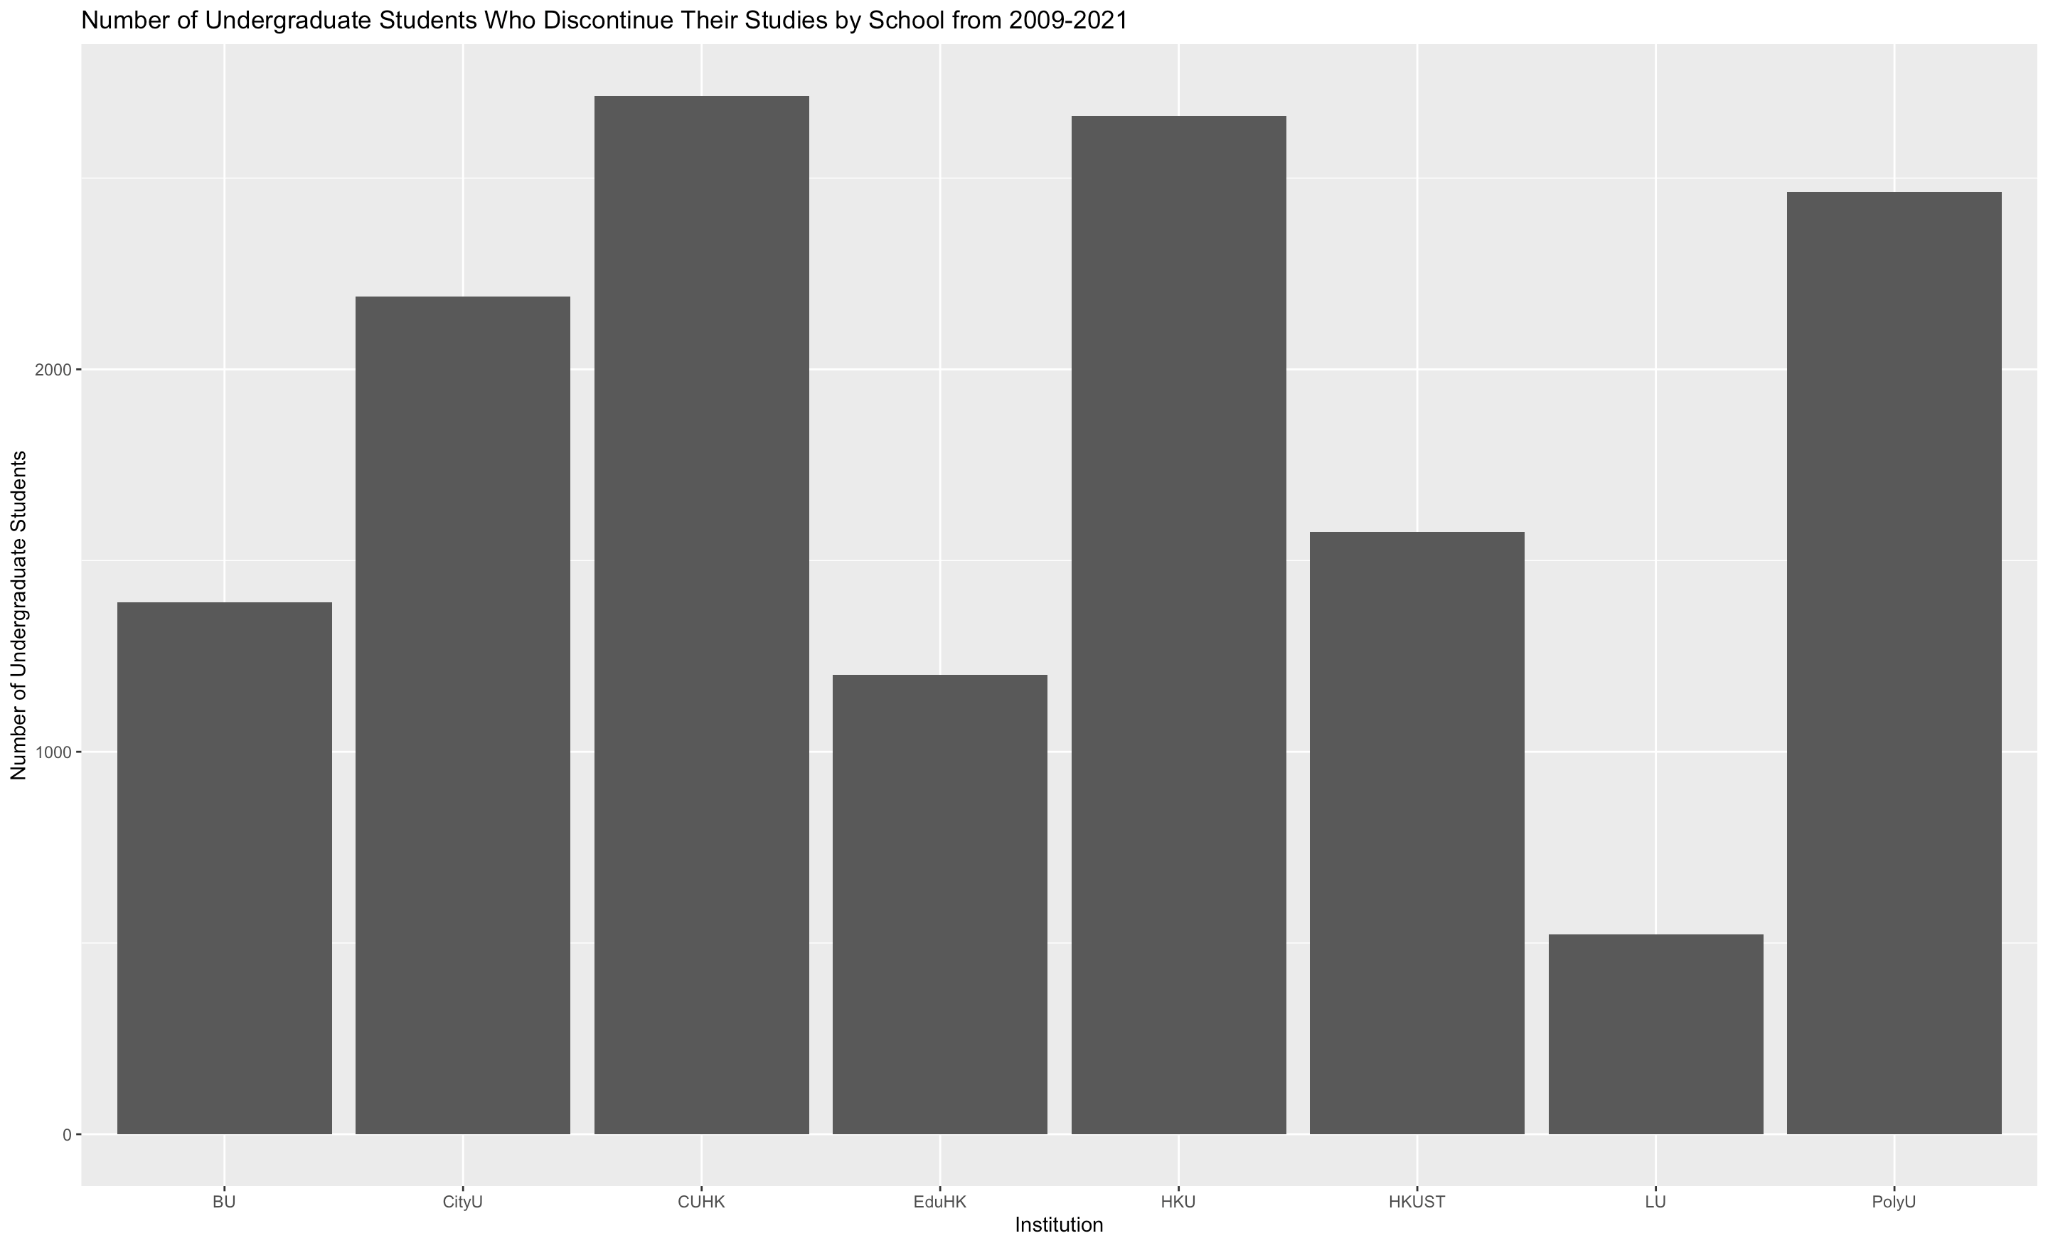 Number of Undergraduate Students Who Discontinue Their Studies by School from 2009-2021
Number of Undergraduate Students
2000
1000
0
BU CityU CUHK EduHK HKU HKUST LU PolyU
Institution